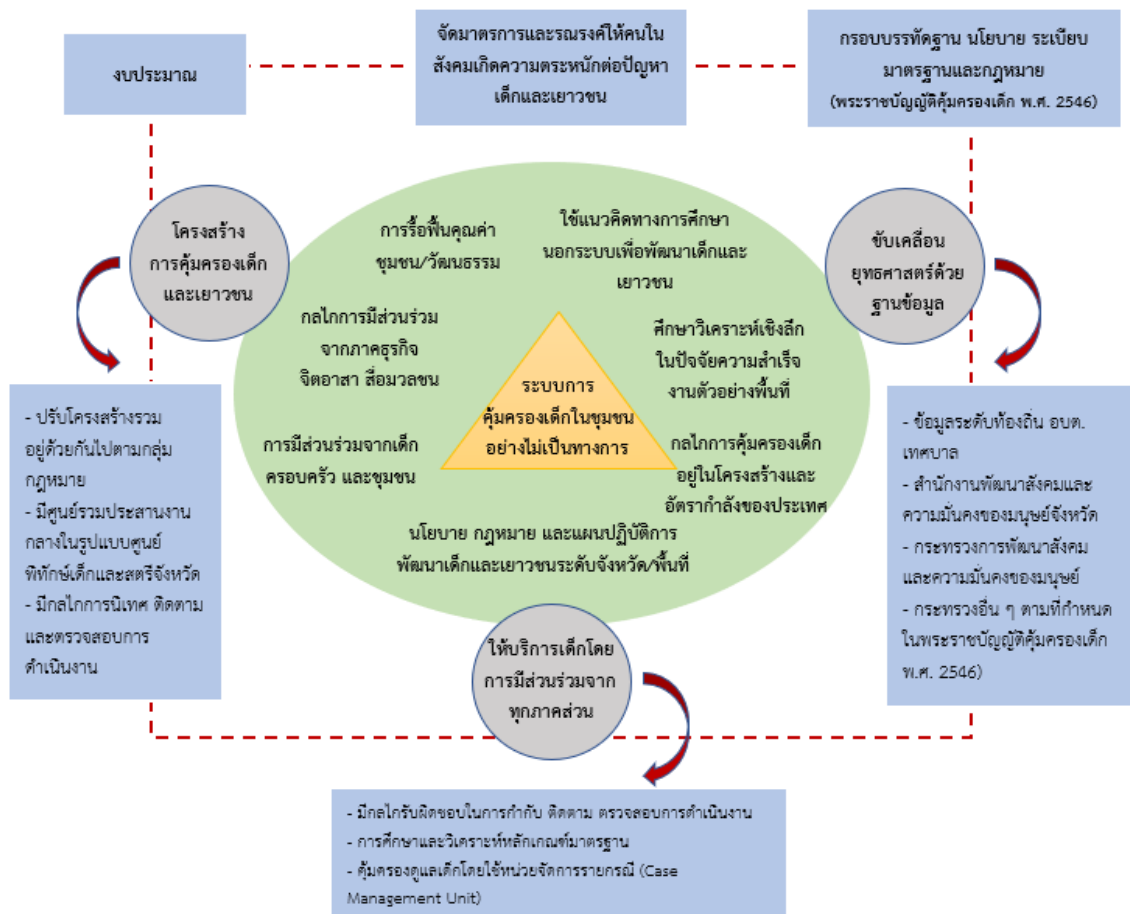 งบประมาณ
จัดมาตรการและรณรงค์ให้คนใน
สังคมเกิดความตระหนักต่อปัญหา
เด็กและเยาวชน
กรอบบรรทัดฐาน นโยบาย ระเบียบ
มาตรฐานและกฎหมาย
(พระราชบัญญัติคุ้มครองเด็ก พ.ศ. 2546)
โครงสร้าง
การคุ้มครองเด็ก
และเยาวชน
การรื้อฟื้นคุณค่า
ชุมชน/วัฒนธรรม
ใช้แนวคิดทางการศึกษา
นอกระบบเพื่อพัฒนาเด็กและ
เยาวชน
ขับเคลื่อน
ยุทธศาสตร์ด้วย
ฐานข้อมูล
กลไกการมีส่วนร่วม
จากภาคธุรกิจ
จิตอาสา สื่อมวลชน
ศึกษาวิเคราะห์เชิงลึก
ในปัจจัยความสำเร็จ
งานตัวอย่างพื้นที่
ระบบการ
คุ้มครองเด็กในชุมชน
อย่างไม่เป็นทางการ
การมีส่วนร่วมจากเด็ก
ครอบครัว และชุมชน
กลไกการคุ้มครองเด็ก
อยู่ในโครงสร้างและ
อัตรากำลังของประเทศ
นโยบาย กฎหมาย และแผนปฏิบัติการ
พัฒนาเด็กและเยาวชนระดับจังหวัด/พื้นที่
- ปรับโครงสร้างรวม
อยู่ด้วยกันไปตามกลุ่ม
กฎหมาย
- มีศูนย์รวมประสานงาน
กลางในรูปแบบศูนย์
พิทักษ์เด็กและสตรีจังหวัด
- มีกลไกการนิเทศ ติดตาม
และตรวจสอบการ
ดำเนินงาน
- ข้อมูลระดับท้องถิ่น อบต.
เทศบาล
- สำนักงานพัฒนาสังคมและ
ความมั่นคงของมนุษย์จังหวัด
- กระทรวงการพัฒนาสังคม
และความมั่นคงของมนุษย์
- กระทรวงอื่น ๆ ตามที่กำหนด
ในพระราชบัญญัติคุ้มครองเด็ก
พ.ศ. 2546)
ให้บริการเด็กโดย
การมีส่วนร่วมจาก
ทุกภาคส่วน
- มีกลไกรับผิดชอบในการกำกับ ติดตาม ตรวจสอบการดำเนินงาน
- การศึกษาและวิเคราะห์หลักเกณฑ์มาตรฐาน
- คุ้มครองดูแลเด็กโดยใช้หน่วยจัดการรายกรณี (Case
Management Unit)